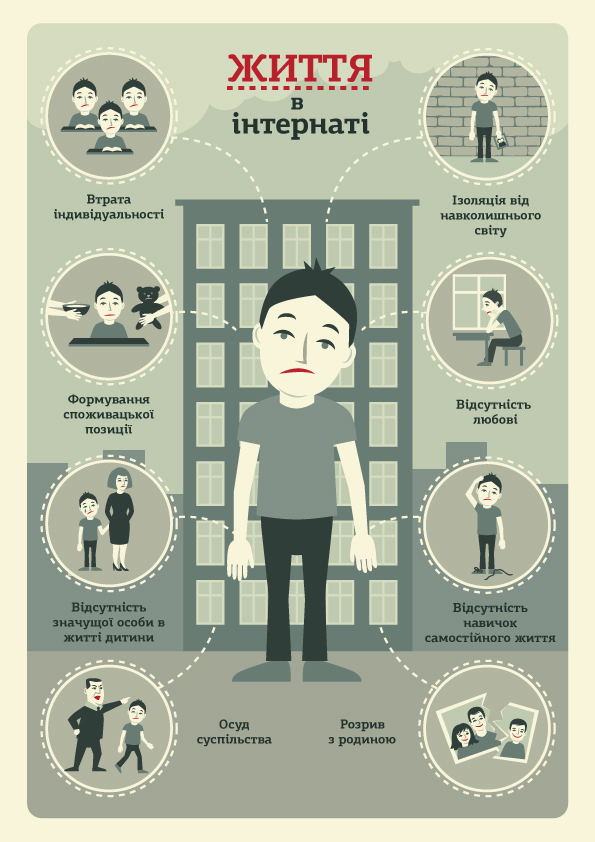 ЖИТТЯ
в
інтернаті
Втрата
індивідуальності
Ізоляція від
навколишнього
світу
Формування
споживацької
позиції
Відсутність
любові
Відсутність
значущої особи в
житті дитини
Відсутність
навичок
самостійного життя
Осуд
суспільства
Розрив
з родиною